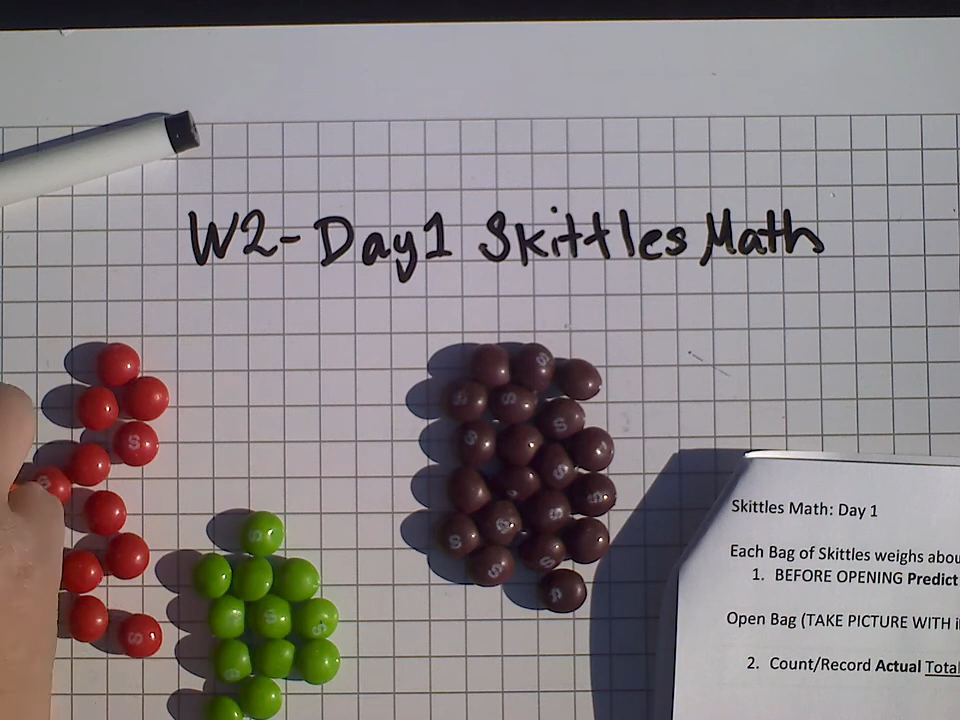 W2-Day1 Skittles Math
Skittles Math: Day 1
Each Bag of Skittles weighs
1. BEFORE OPENING Predict
Open Bag (TAKE PICTURE WITH
2. Count/Record Actual Total